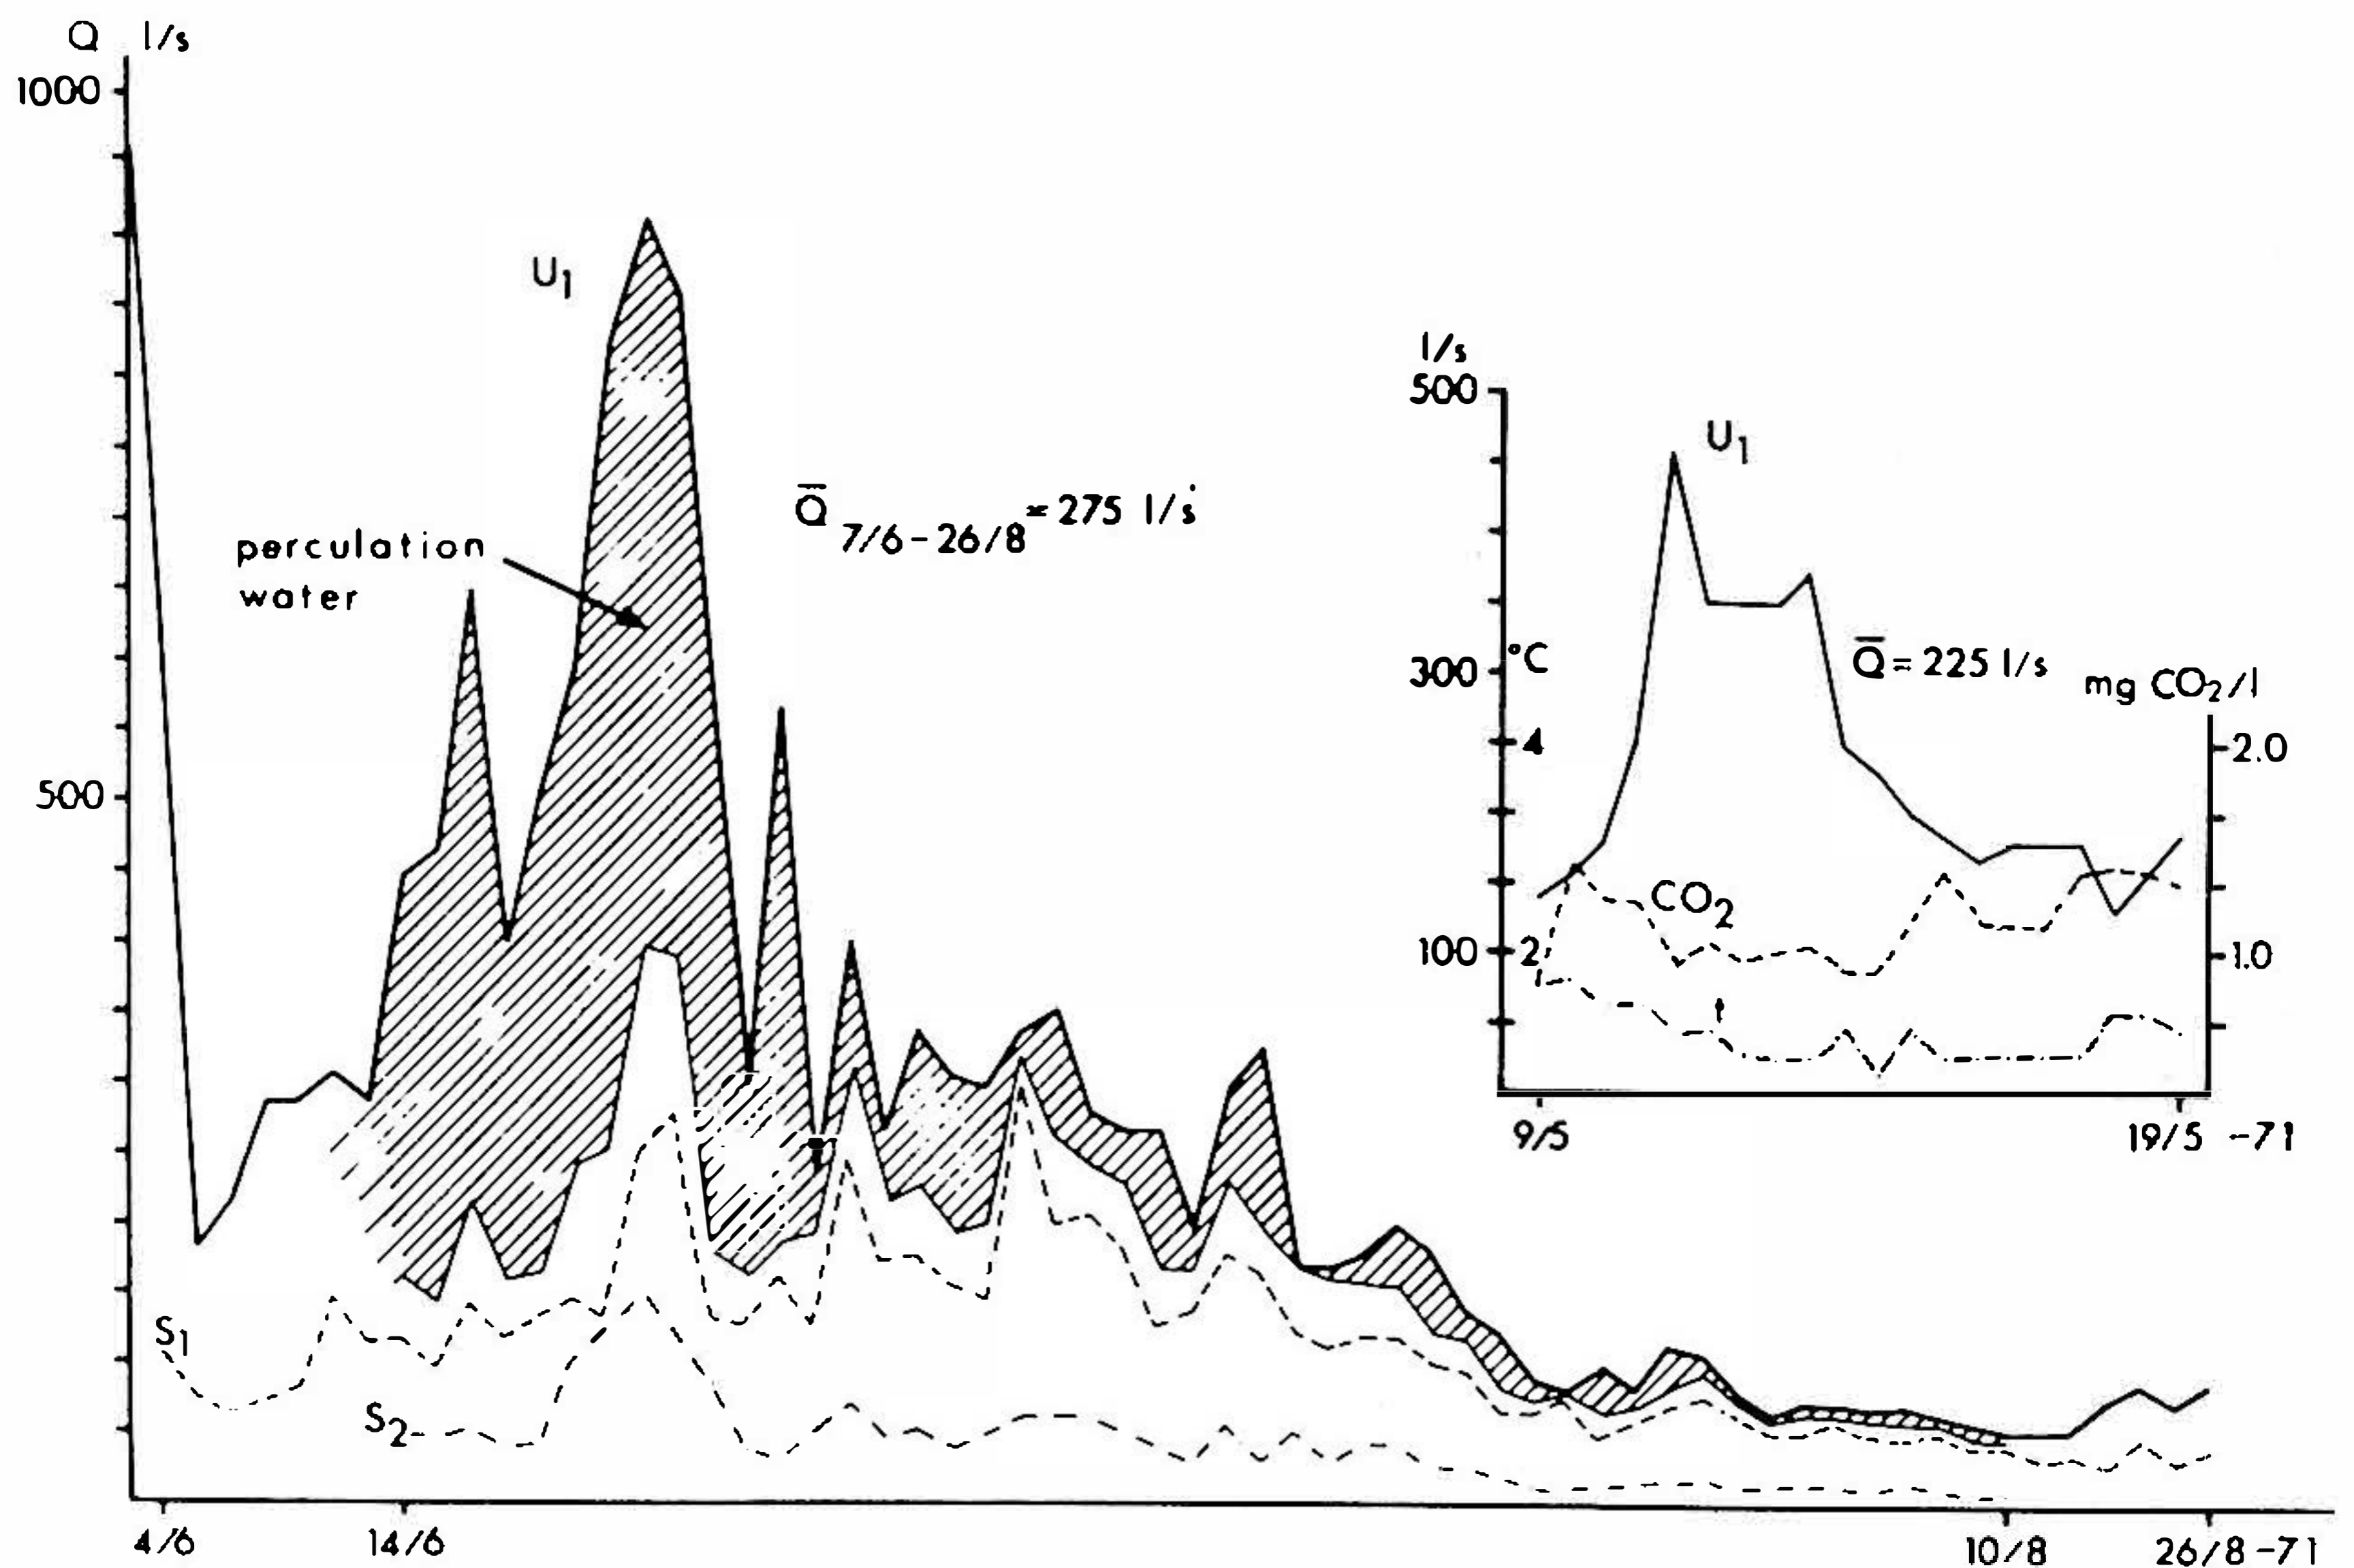 Q l/s
1000
U1
perculation
water
Q̄ 7/6-26/8 = 275 l/s
500
S1
S2
4/6 14/6 10/8 26/8 -71
l/s
500
U1
300 °C
Q̄ = 225 l/s
mg CO2/l
4
2.0
CO2
100 2
1.0
t
9/5 19/5 -71